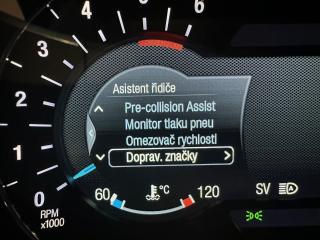 6
5
4
3
2
1
0
RPM
x1000
Asistent řidiče
Pre-collision Assist
Monitor tlaku pneu
Omezovač rychlosti
Doprav. značky
60
°C
120
SV